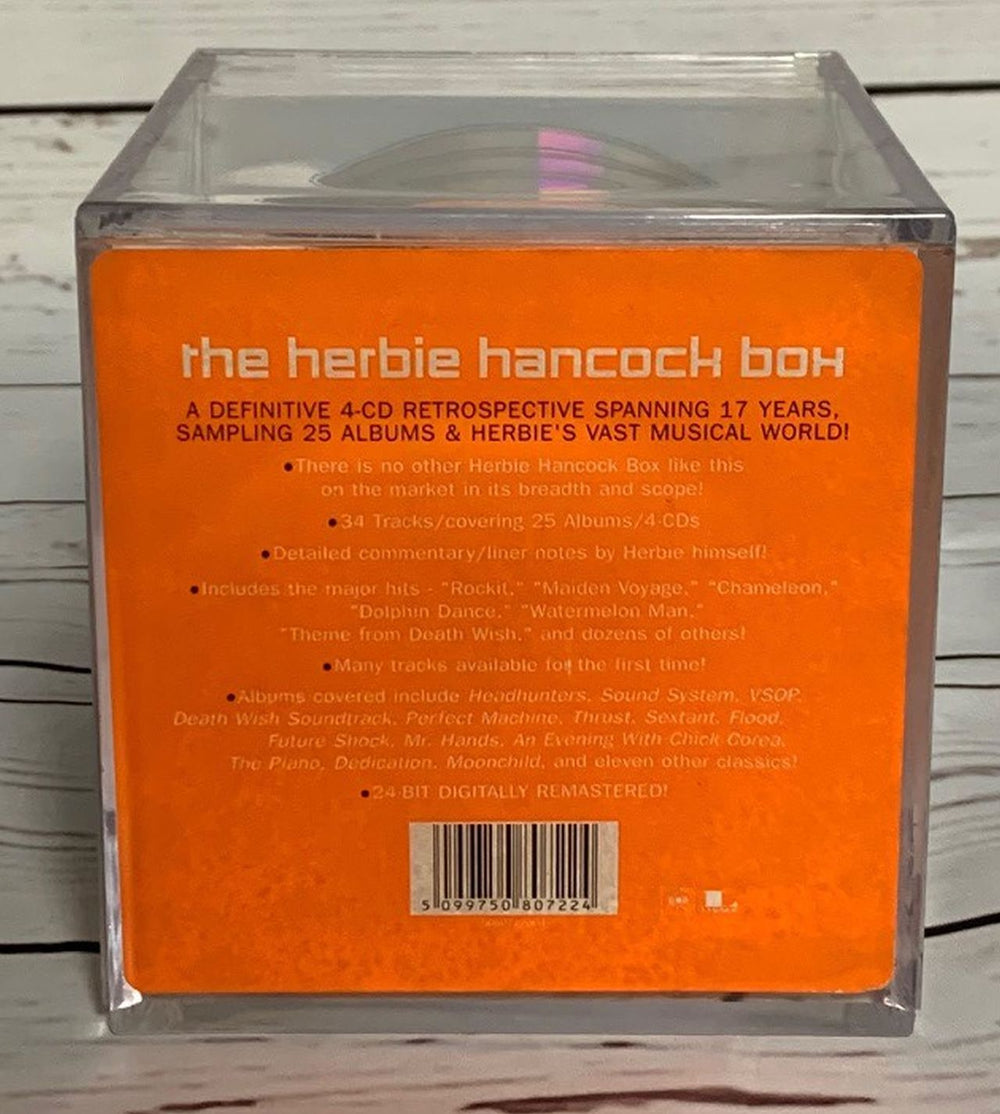 the herbie hancock box
A DEFINITIVE 4-CD RETROSPECTIVE SPANNING 17 YEARS,
SAMPLING 25 ALBUMS & HERBIE'S VAST MUSICAL WORLD!
•There is no other Herbie Hancock Box like this
on the market in its breadth and scope!
•34 Tracks/covering 25 Albums/4-CDs
•Detailed commentary/liner notes by Herbie himself!
•Includes the major hits - "Rockit," "Maiden Voyage," "Chameleon,"
"Dolphin Dance," "Watermelon Man,"
"Theme from Death Wish," and dozens of others!
•Many tracks available for the first time!
•Albums covered include Headhunters, Sound System, VSOP,
Death Wish Soundtrack, Perfect Machine, Thrust, Sextant, Flood,
Future Shock, Mr. Hands, An Evening With Chick Corea,
The Piano, Dedication, Moonchild, and eleven other classics!
•24-BIT DIGITALLY REMASTERED!
5 099750 807224